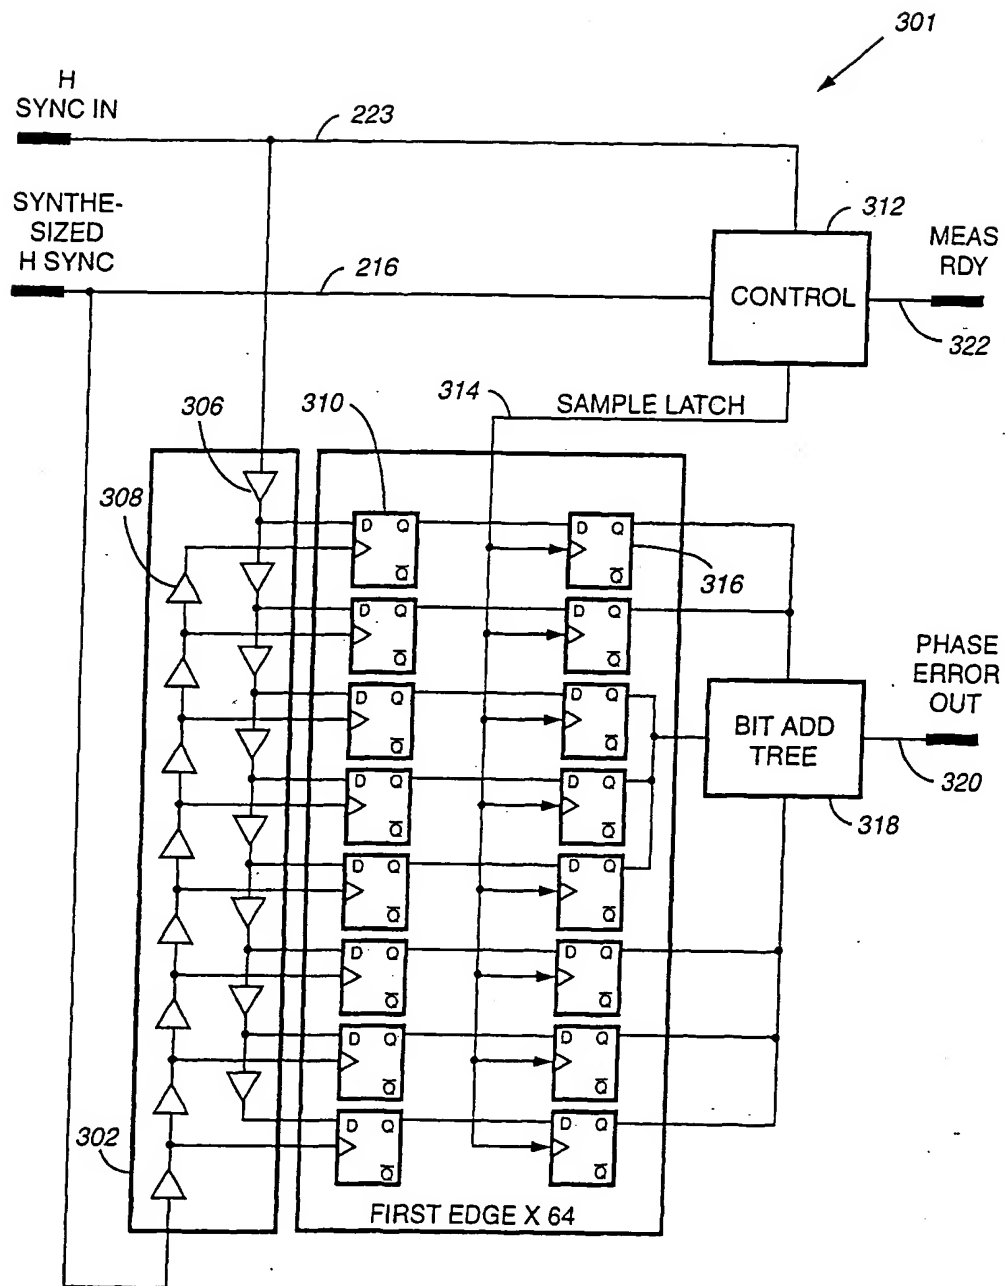 301
H
SYNC IN
223
SYNTHE-
SIZED
H SYNC
216
312
CONTROL
MEAS
RDY
322
314
SAMPLE LATCH
306
310
308
D Q
Q̅
D Q
Q̅
316
D Q
Q̅
D Q
Q̅
D Q
Q̅
D Q
Q̅
D Q
Q̅
D Q
Q̅
D Q
Q̅
D Q
Q̅
D Q
Q̅
D Q
Q̅
D Q
Q̅
D Q
Q̅
D Q
Q̅
D Q
Q̅
PHASE
ERROR
OUT
BIT ADD
TREE
320
318
302
FIRST EDGE X 64